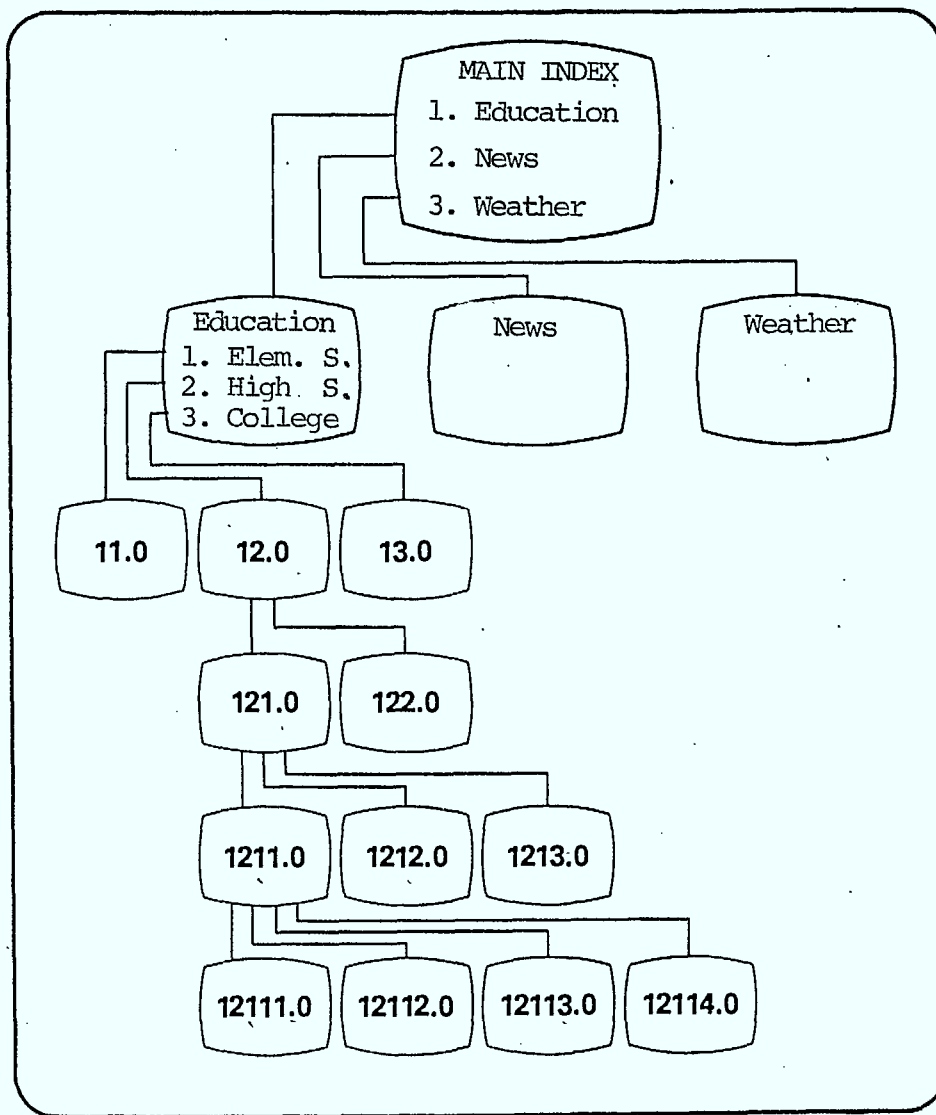 MAIN INDEX
1. Education
2. News
3. Weather
Education
1. Elem. S.
2. High S.
3. College
News
Weather
11.0
12.0
13.0
121.0
122.0
1211.0
1212.0
1213.0
12111.0
12112.0
12113.0
12114.0